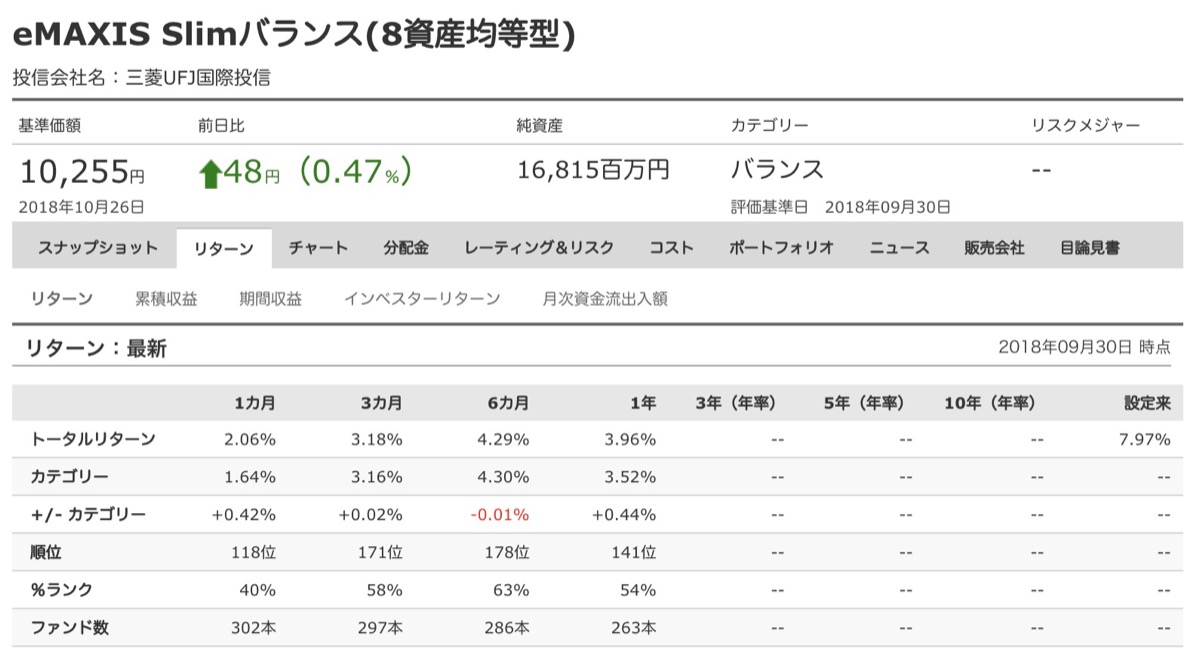 eMAXIS Slimバランス(8資産均等型)
投信会社名：三菱UFJ国際投信
基準価額 前日比 純資産 カテゴリー リスクメジャー
10,255円 48円 (0.47%) 16,815百万円 バランス --
2018年10月26日 評価基準日 2018年09月30日
スナップショット リターン チャート 分配金 レーティング＆リスク コスト ポートフォリオ ニュース 販売会社 目論見書
リターン 累積収益 期間収益 インベスターリターン 月次資金流出入額
リターン：最新 2018年09月30日 時点
1カ月 3カ月 6カ月 1年 3年（年率） 5年（年率） 10年（年率） 設定来
トータルリターン 2.06% 3.18% 4.29% 3.96% -- -- -- 7.97%
カテゴリー 1.64% 3.16% 4.30% 3.52% -- -- -- --
+/- カテゴリー +0.42% +0.02% -0.01% +0.44% -- -- -- --
順位 118位 171位 178位 141位 -- -- -- --
%ランク 40% 58% 63% 54% -- -- -- --
ファンド数 302本 297本 286本 263本 -- -- -- --